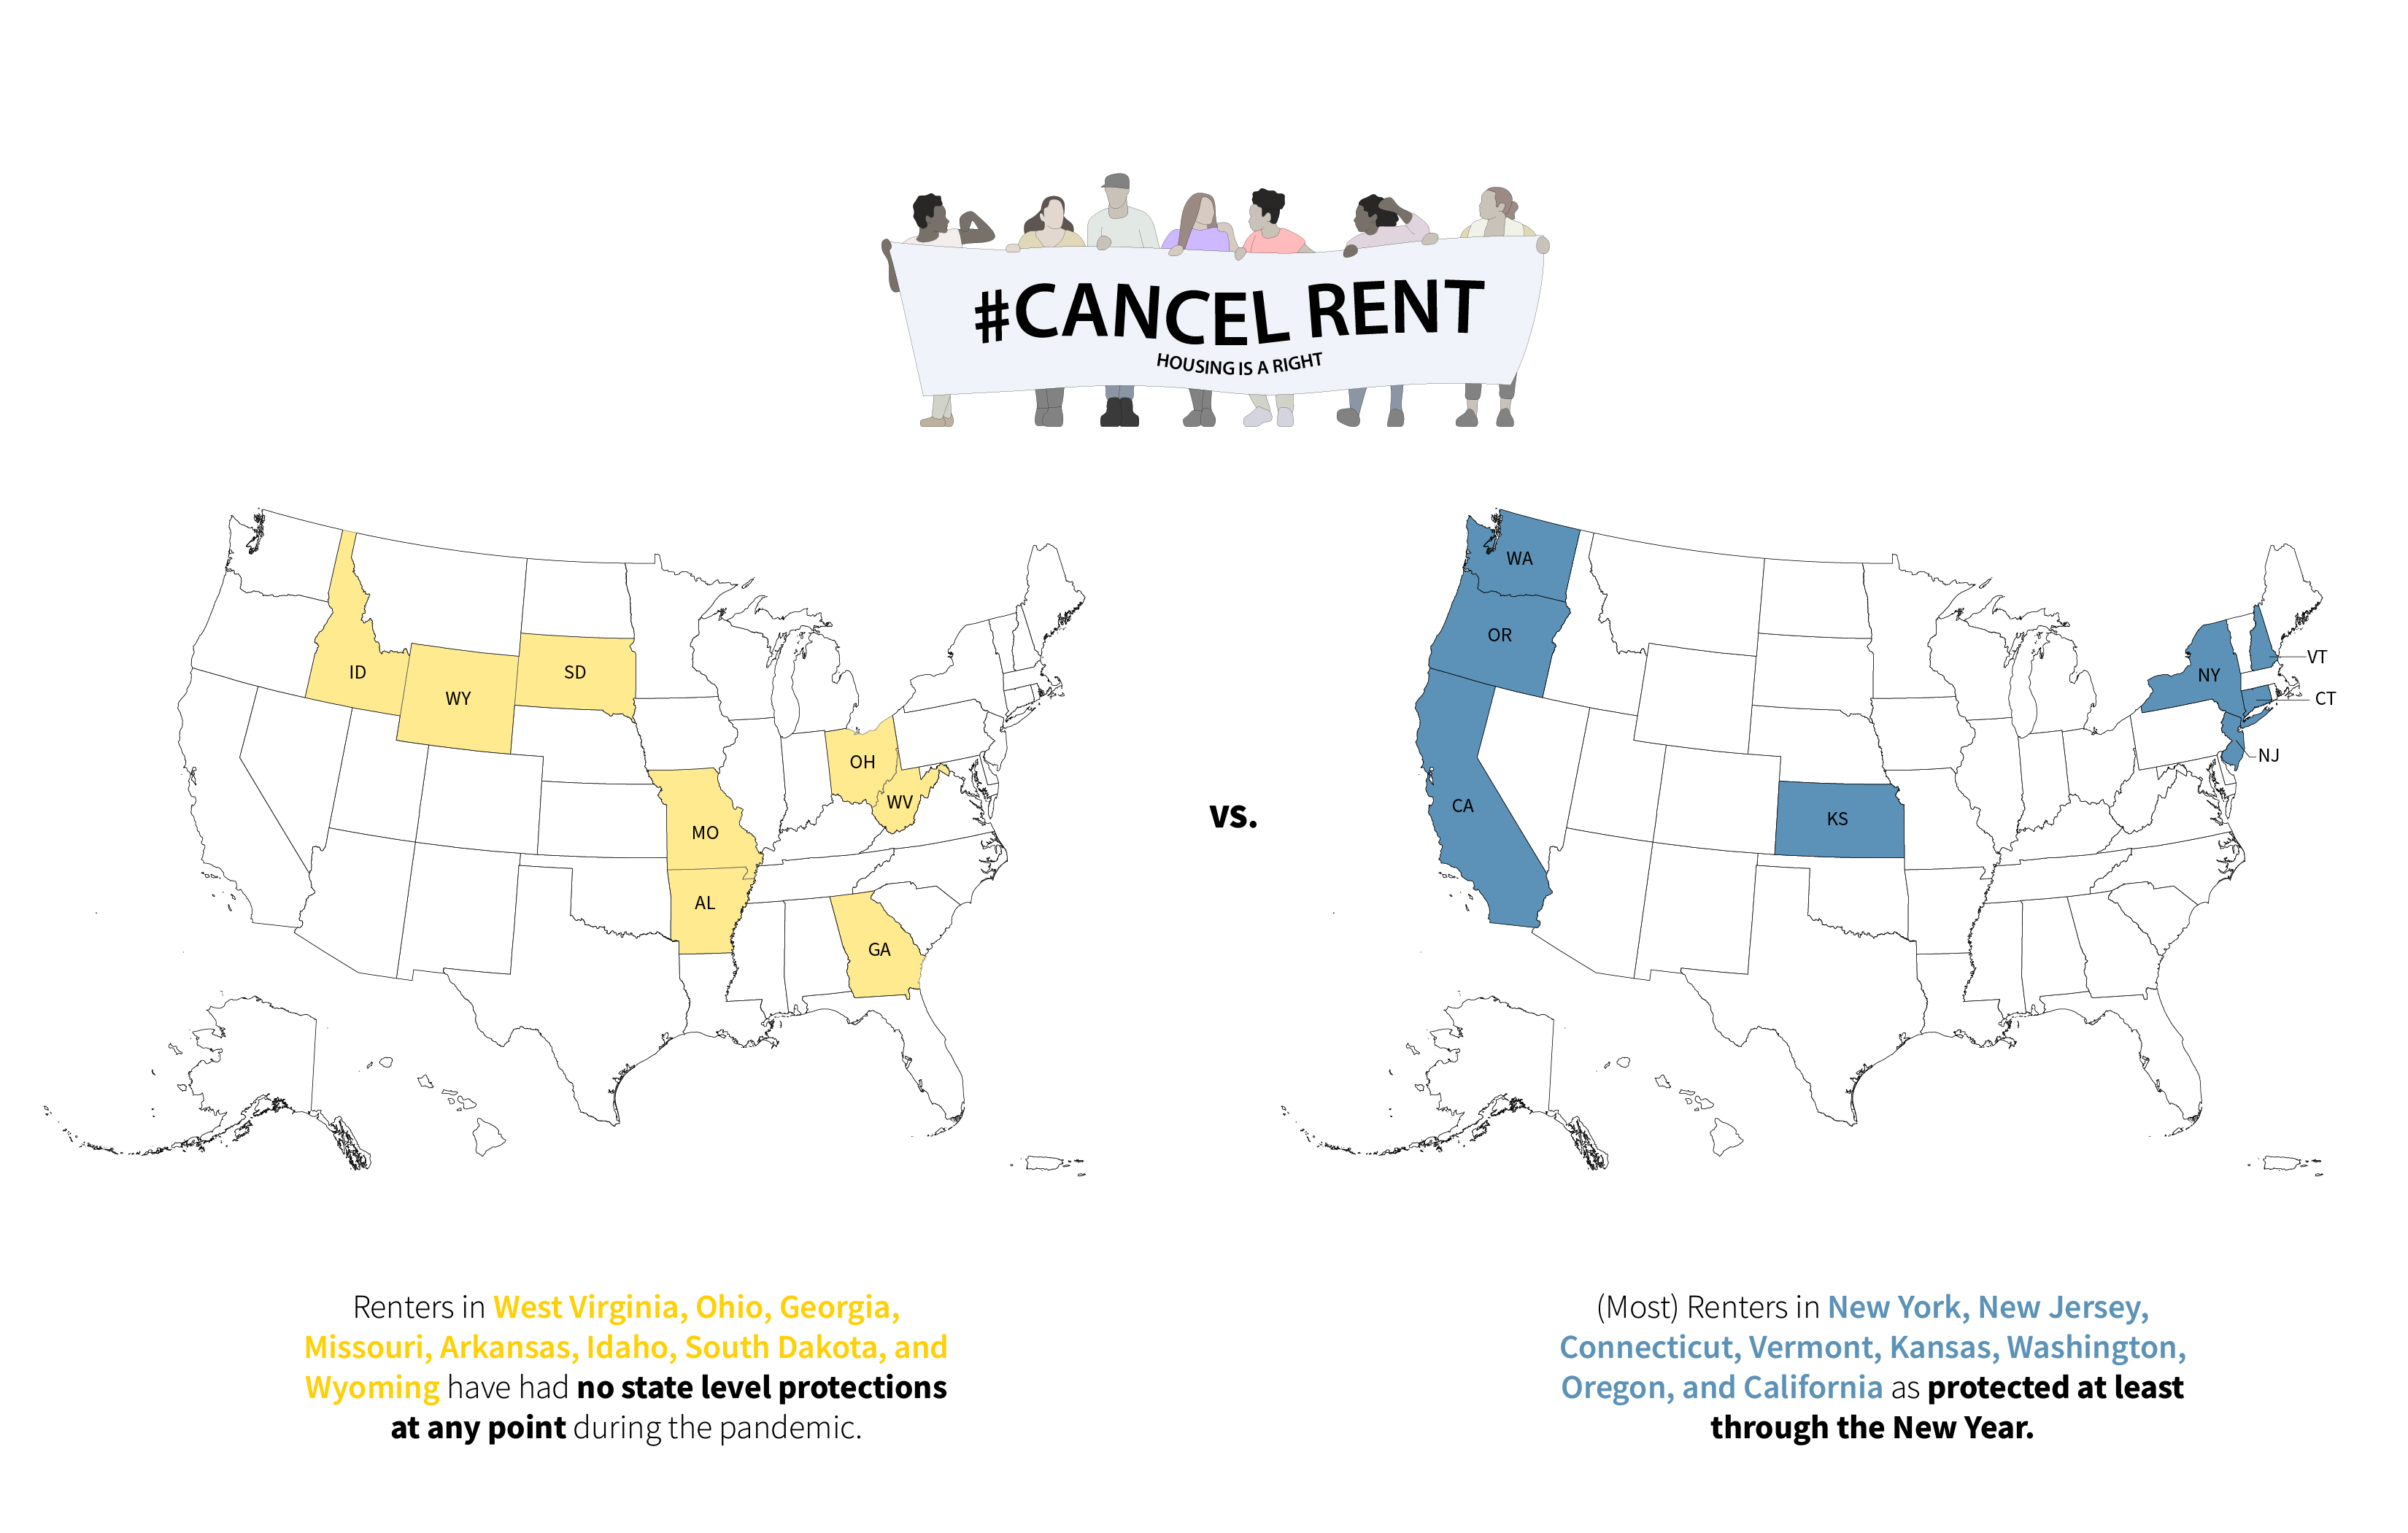 #CANCEL RENT
HOUSING IS A RIGHT
ID
WY
SD
OH
WV
MO
AL
GA
vs.
WA
OR
CA
KS
NY
VT
CT
NJ
Renters in West Virginia, Ohio, Georgia,
Missouri, Arkansas, Idaho, South Dakota, and
Wyoming have had no state level protections
at any point during the pandemic.
(Most) Renters in New York, New Jersey,
Connecticut, Vermont, Kansas, Washington,
Oregon, and California as protected at least
through the New Year.